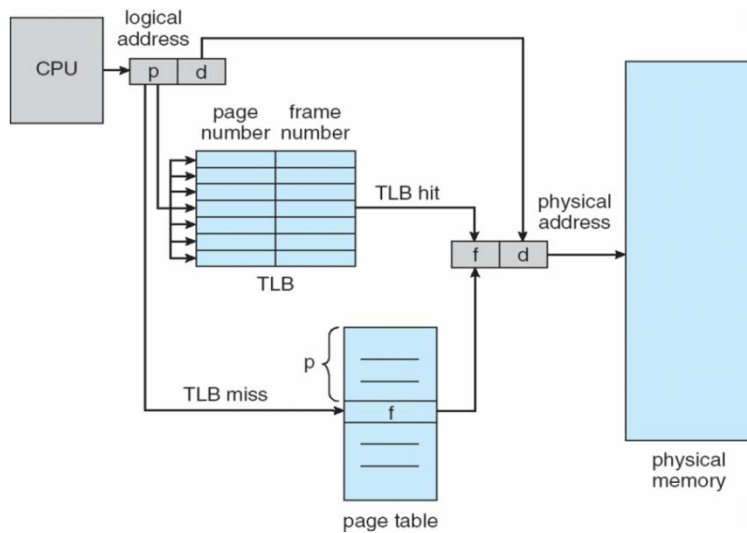 logical
address
CPU
p
d
page
number
frame
number
TLB hit
physical
address
f
d
TLB
p
TLB miss
f
physical
memory
page table